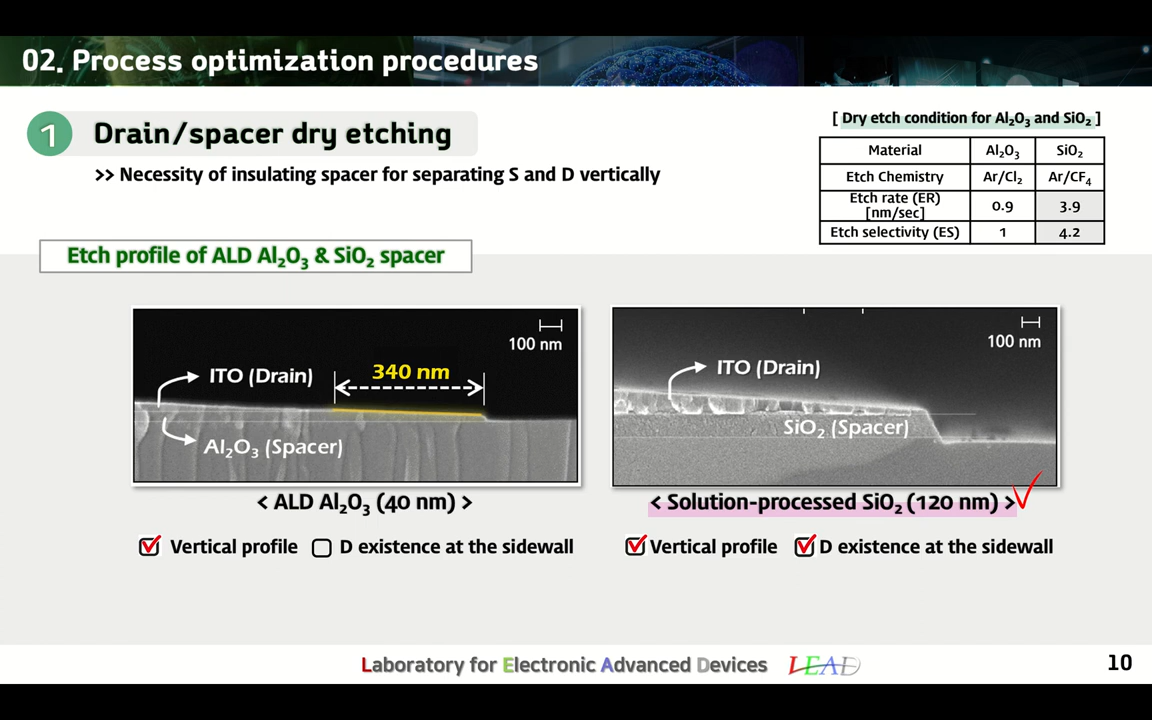 02. Process optimization procedures
1 Drain/spacer dry etching
>> Necessity of insulating spacer for separating S and D vertically
[ Dry etch condition for Al₂O₃ and SiO₂ ]
Material Al₂O₃ SiO₂
Etch Chemistry Ar/Cl₂ Ar/CF₄
Etch rate (ER)
[nm/sec] 0.9 3.9
Etch selectivity (ES) 1 4.2
Etch profile of ALD Al₂O₃ & SiO₂ spacer
100 nm
340 nm
ITO (Drain)
Al₂O₃ (Spacer)
< ALD Al₂O₃ (40 nm) >
Vertical profile D existence at the sidewall
100 nm
ITO (Drain)
SiO₂ (Spacer)
< Solution-processed SiO₂ (120 nm) >
Vertical profile D existence at the sidewall
Laboratory for Electronic Advanced Devices LEAD
10